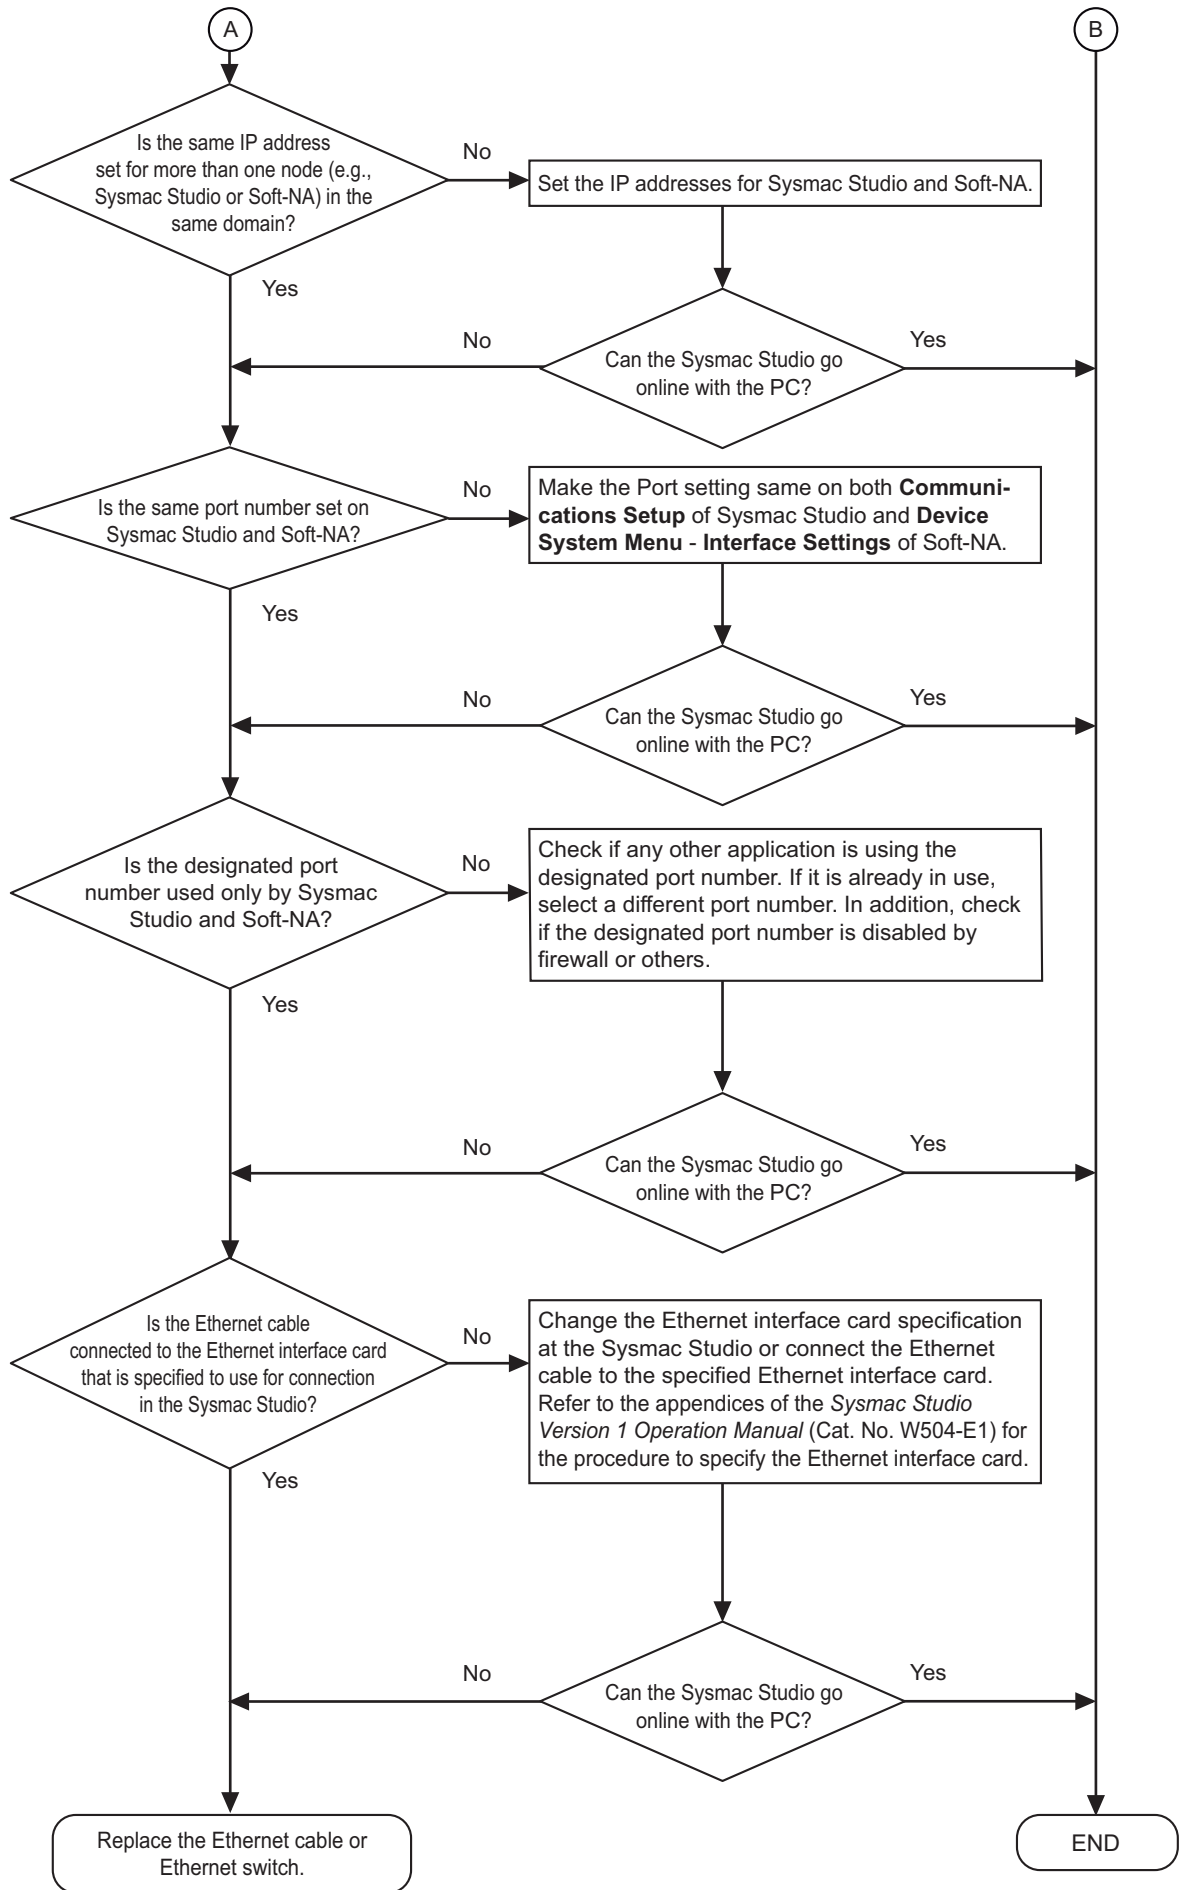 A
B
Is the same IP address
set for more than one node (e.g.,
Sysmac Studio or Soft-NA) in the
same domain?
No
Set the IP addresses for Sysmac Studio and Soft-NA.
Yes
No
Can the Sysmac Studio go
online with the PC?
Yes
Is the same port number set on
Sysmac Studio and Soft-NA?
No
Make the Port setting same on both Communi-
cations Setup of Sysmac Studio and Device
System Menu - Interface Settings of Soft-NA.
Yes
No
Can the Sysmac Studio go
online with the PC?
Yes
Is the designated port
number used only by Sysmac
Studio and Soft-NA?
No
Check if any other application is using the
designated port number. If it is already in use,
select a different port number. In addition, check
if the designated port number is disabled by
firewall or others.
Yes
No
Can the Sysmac Studio go
online with the PC?
Yes
Is the Ethernet cable
connected to the Ethernet interface card
that is specified to use for connection
in the Sysmac Studio?
No
Change the Ethernet interface card specification
at the Sysmac Studio or connect the Ethernet
cable to the specified Ethernet interface card.
Refer to the appendices of the Sysmac Studio
Version 1 Operation Manual (Cat. No. W504-E1) for
the procedure to specify the Ethernet interface card.
Yes
No
Can the Sysmac Studio go
online with the PC?
Yes
Replace the Ethernet cable or
Ethernet switch.
END